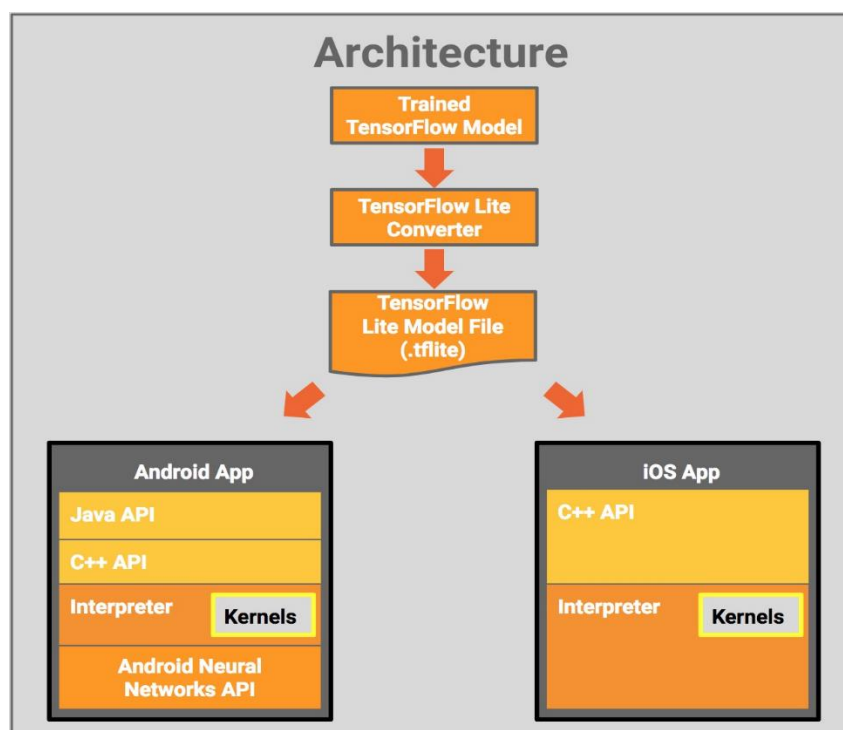 Architecture
Trained
TensorFlow Model
TensorFlow Lite
Converter
TensorFlow
Lite Model File
(.tflite)
Android App
Java API
C++ API
Interpreter
Kernels
Android Neural
Networks API
iOS App
C++ API
Interpreter
Kernels